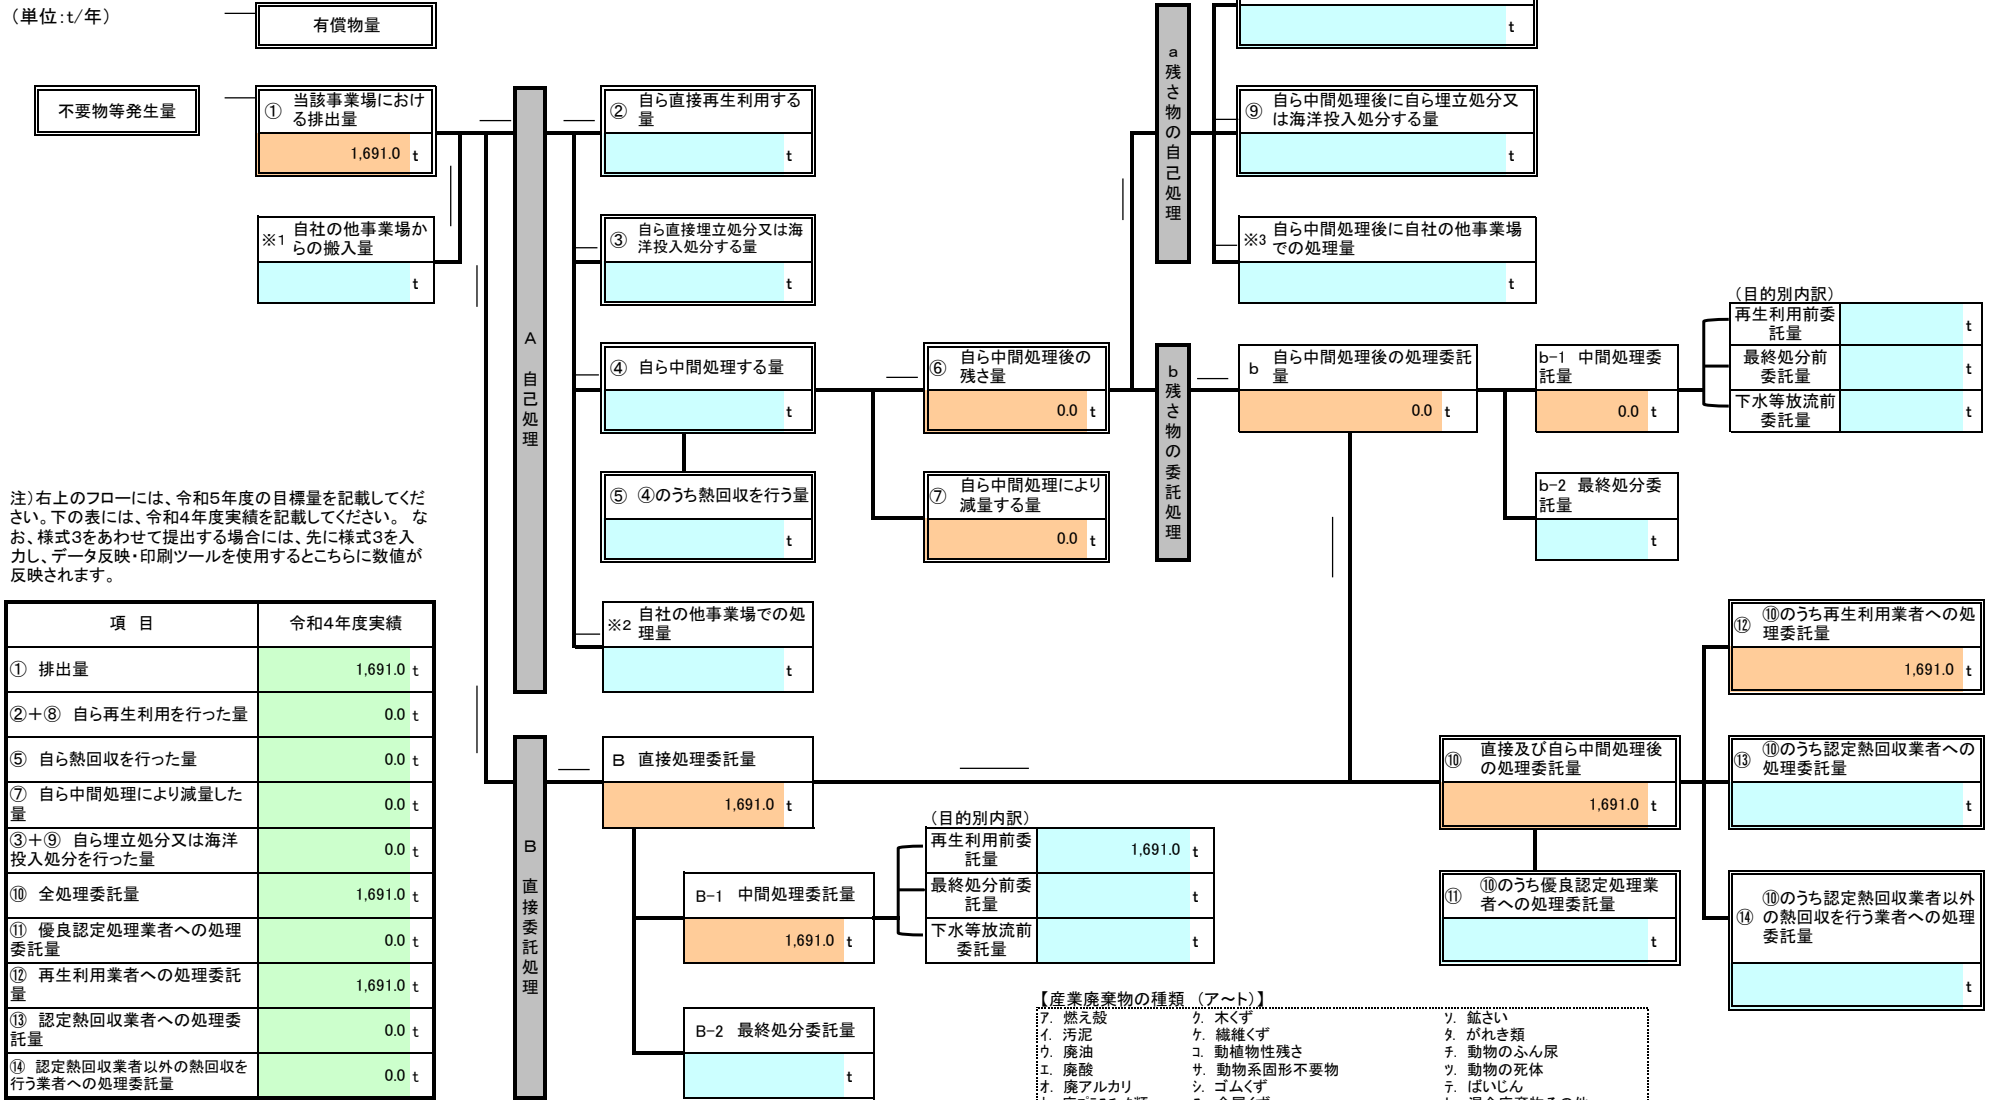 （単位：t/年）
有償物量
t
不要物等発生量
① 当該事業場におけ
る排出量
1,691.0 t
※1 自社の他事業場か
らの搬入量
t
A 自己処理
② 自ら直接再生利用する
量
t
③ 自ら直接埋立処分又は海
洋投入処分する量
t
④ 自ら中間処理する量
t
⑤ ④のうち熱回収を行う量
t
※2 自社の他事業場での処
理量
t
⑥ 自ら中間処理後の
残さ量
0.0 t
⑦ 自ら中間処理により
減量する量
0.0 t
a 残さ物の自己処理
⑨ 自ら中間処理後に自ら埋立処分又
は海洋投入処分する量
t
※3 自ら中間処理後に自社の他事業場
での処理量
t
b 残さ物の委託処理
b 自ら中間処理後の処理委託
量
0.0 t
b-1 中間処理委
託量
0.0 t
b-2 最終処分委
託量
t
（目的別内訳）
再生利用前委
託量
t
最終処分前
委託量
t
下水等放流前
委託量
t
注）右上のフローには、令和5年度の目標量を記載してくだ
さい。下の表には、令和4年度実績を記載してください。 な
お、様式3をあわせて提出する場合には、先に様式3を入
力し、データ反映・印刷ツールを使用するとこちらに数値が
反映されます。
項 目 令和4年度実績
① 排出量 1,691.0 t
②＋⑧ 自ら再生利用を行った量 0.0 t
⑤ 自ら熱回収を行った量 0.0 t
⑦ 自ら中間処理により減量した
量 0.0 t
③＋⑨ 自ら埋立処分又は海洋
投入処分を行った量 0.0 t
⑩ 全処理委託量 1,691.0 t
⑪ 優良認定処理業者への処理
委託量 0.0 t
⑫ 再生利用業者への処理委託
量 1,691.0 t
⑬ 認定熱回収業者への処理委
託量 0.0 t
⑭ 認定熱回収業者以外の熱回収を
行う業者への処理委託量 0.0 t
B 直接委託処理
B 直接処理委託量
1,691.0 t
B-1 中間処理委託量
1,691.0 t
B-2 最終処分委託量
t
（目的別内訳）
再生利用前委
託量
1,691.0 t
最終処分前委
託量
t
下水等放流前
委託量
t
⑩ 直接及び自ら中間処理後
の処理委託量
1,691.0 t
⑪ ⑩のうち優良認定処理業
者への処理委託量
t
⑫ ⑩のうち再生利用業者への処
理委託量
1,691.0 t
⑬ ⑩のうち認定熱回収業者への
処理委託量
t
⑭ ⑩のうち認定熱回収業者以外
の熱回収を行う業者への処理
委託量
t
【産業廃棄物の種類 （ア～ト）】
ア. 燃え殻 ク. 木くず ソ. 鉱さい
イ. 汚泥 ケ. 繊維くず タ. がれき類
ウ. 廃油 コ. 動植物性残さ チ. 動物のふん尿
エ. 廃酸 サ. 動物系固形不要物 ツ. 動物の死体
オ. 廃アルカリ シ. ゴムくず テ. ばいじん